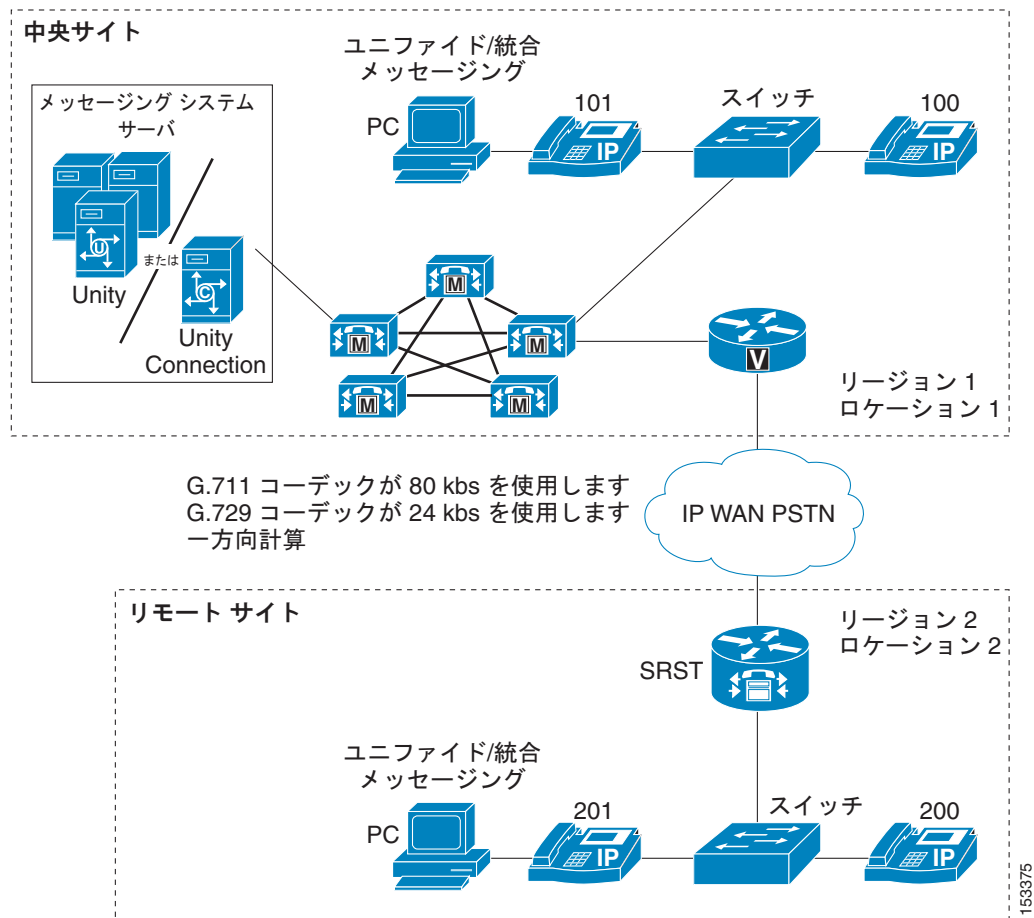 中央サイト
ユニファイド/統合
メッセージング
メッセージング システム
サーバ
PC
101
スイッチ
100
IP
IP
U
または
C
Unity
Unity
Connection
M
M
M
M
M
V
リージョン 1
ロケーション 1
G.711 コーデックが 80 kbs を使用します
G.729 コーデックが 24 kbs を使用します
一方向計算
IP WAN PSTN
リモート サイト
リージョン 2
ロケーション 2
SRST
ユニファイド/統合
メッセージング
PC
201
スイッチ
200
IP
IP
153375